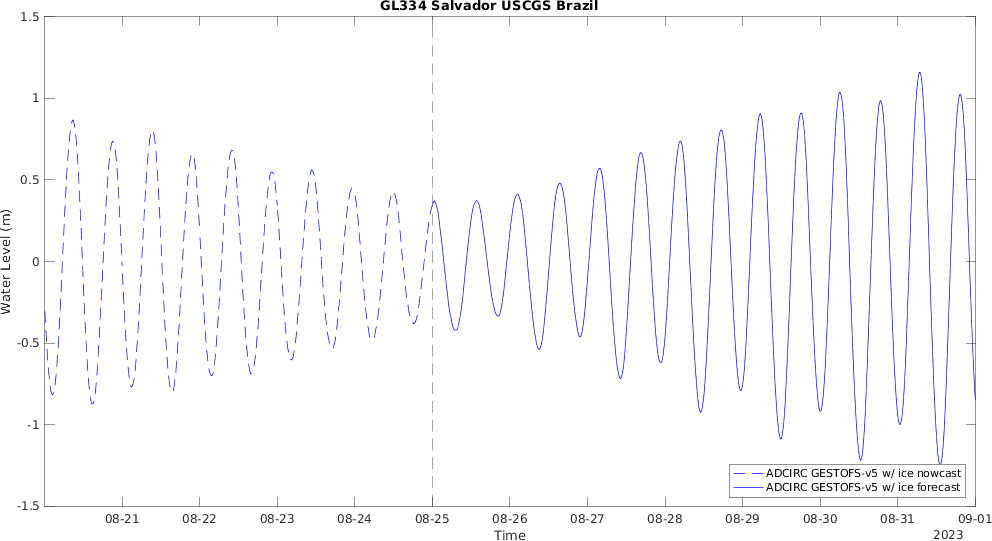 GL334 Salvador USCGS Brazil
1.5
1
0.5
0
-0.5
-1
-1.5
Water Level (m)
ADCIRC GESTOFS-v5 w/ ice nowcast
ADCIRC GESTOFS-v5 w/ ice forecast
08-21 08-22 08-23 08-24 08-25 08-26 08-27 08-28 08-29 08-30 08-31 09-01
Time
2023